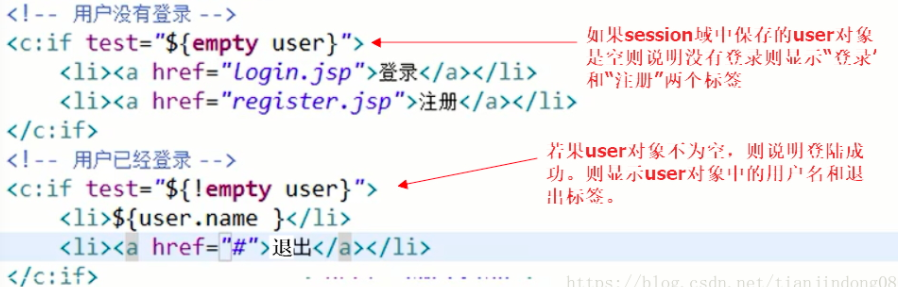 <!-- 用户没有登录 -->
<c:if test="${empty user}">
<li><a href="login.jsp">登录</a></li>
<li><a href="register.jsp">注册</a></li>
</c:if>
<!-- 用户已经登录 -->
<c:if test="${!empty user}">
<li>${user.name }</li>
<li><a href="#">退出</a></li>
</c:if>
如果session域中保存的user对象
是空则说明没有登录则显示“登录’
和“注册”两个标签
若果user对象不为空，则说明登陆成
功。则显示user对象中的用户名和退
出标签。
https://blog.csdn.net/tianjindong08